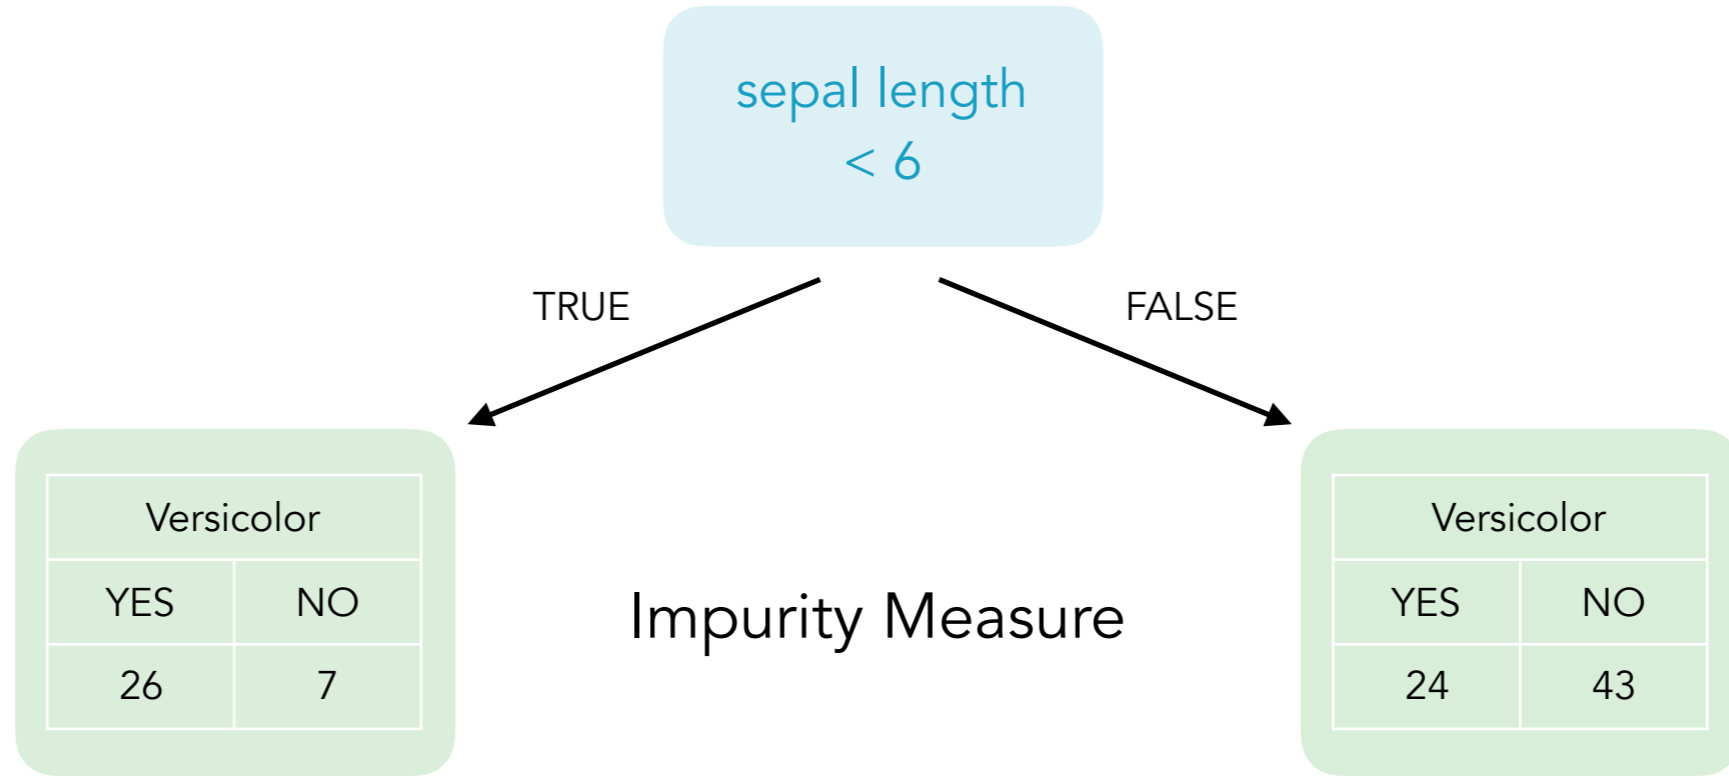 sepal length
< 6
TRUE
FALSE
Versicolor
YES NO
26 7
Impurity Measure
Versicolor
YES NO
24 43